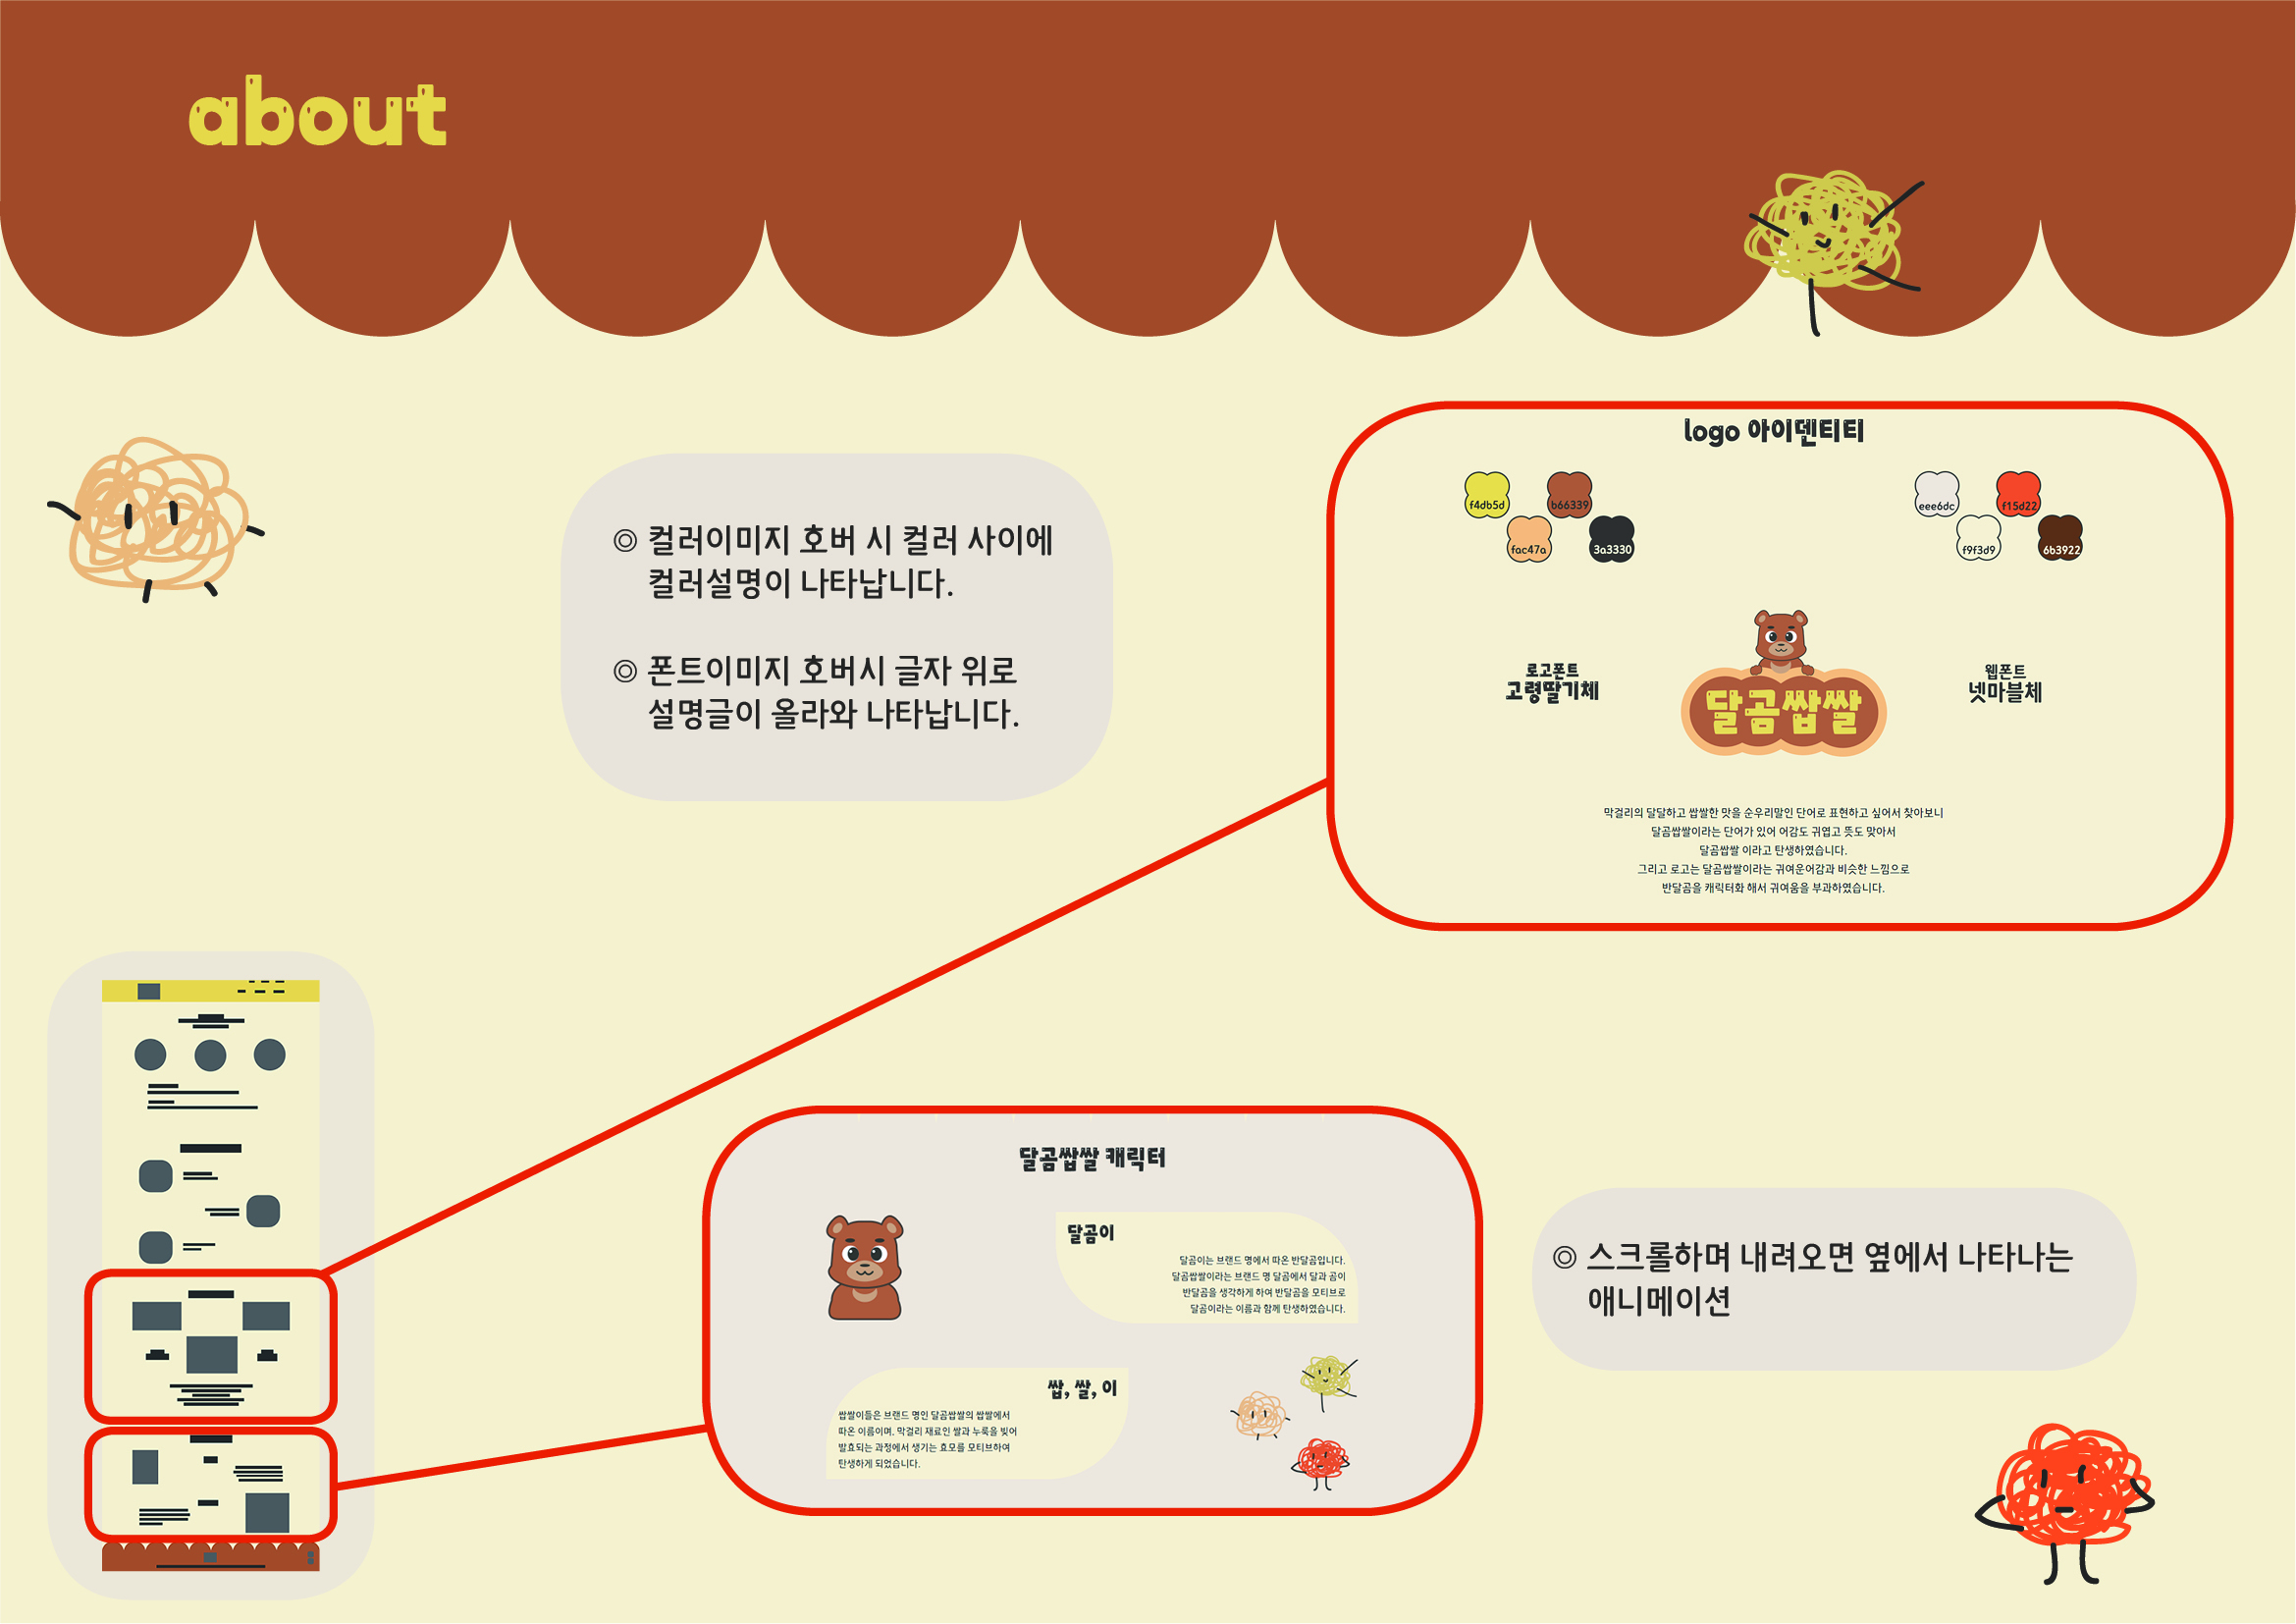 about
◎ 컬러이미지 호버 시 컬러 사이에
컬러설명이 나타납니다.
◎ 폰트이미지 호버시 글자 위로
설명글이 올라와 나타납니다.
logo 아이덴티티
f4db5d
b66339
fac47a
3a3330
eee6dc
f15d22
f9f3d9
6b3922
로고폰트
고령딸기체
달곰쌉쌀
웹폰트
넷마블체
막걸리의 달달하고 쌉쌀한 맛을 순우리말인 단어로 표현하고 싶어서 찾아보니
달곰쌉쌀이라는 단어가 있어 어감도 귀엽고 뜻도 맞아서
달곰쌉쌀 이라고 탄생하였습니다.
그리고 로고는 달곰쌉쌀이라는 귀여운어감과 비슷한 느낌으로
반달곰을 캐릭터화 해서 귀여움을 부과하였습니다.
달곰쌉쌀 캐릭터
달곰이
달곰이는 브랜드 명에서 따온 반달곰입니다.
달곰쌉쌀이라는 브랜드 명 달곰에서 달과 곰이
반달곰을 생각하게 하여 반달곰을 모티브로
달곰이라는 이름과 함께 탄생하였습니다.
쌉, 쌀, 이
쌉쌀이들은 브랜드 명인 달곰쌉쌀의 쌉쌀에서
따온 이름이며, 막걸리 재료인 쌀과 누룩을 빚어
발효되는 과정에서 생기는 효모를 모티브하여
탄생하게 되었습니다.
◎ 스크롤하며 내려오면 옆에서 나타나는
애니메이션